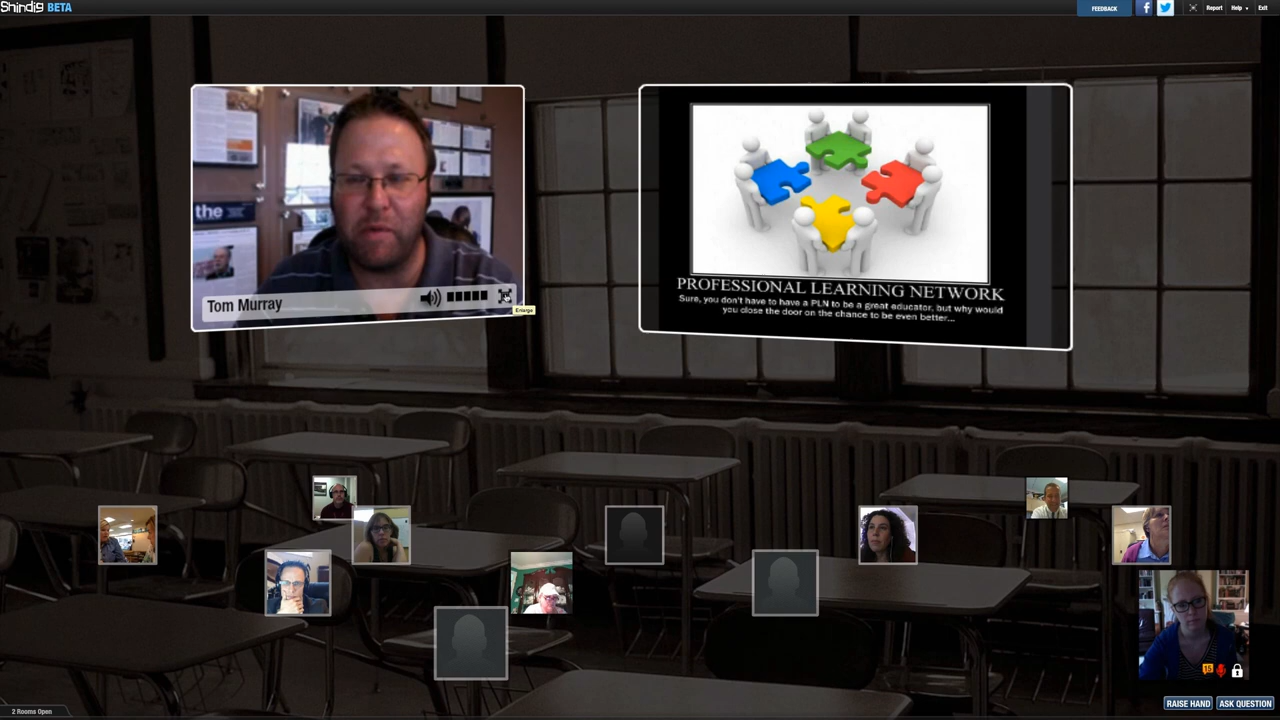 Shindig BETA
FEEDBACK
Report
Help
Exit
the
Tom Murray
Enlarge
PROFESSIONAL LEARNING NETWORK
Sure, you don't have to have a PLN to be a great educator, but why would
you close the door on the chance to be even better...
15
2 Rooms Open
RAISE HAND
ASK QUESTION